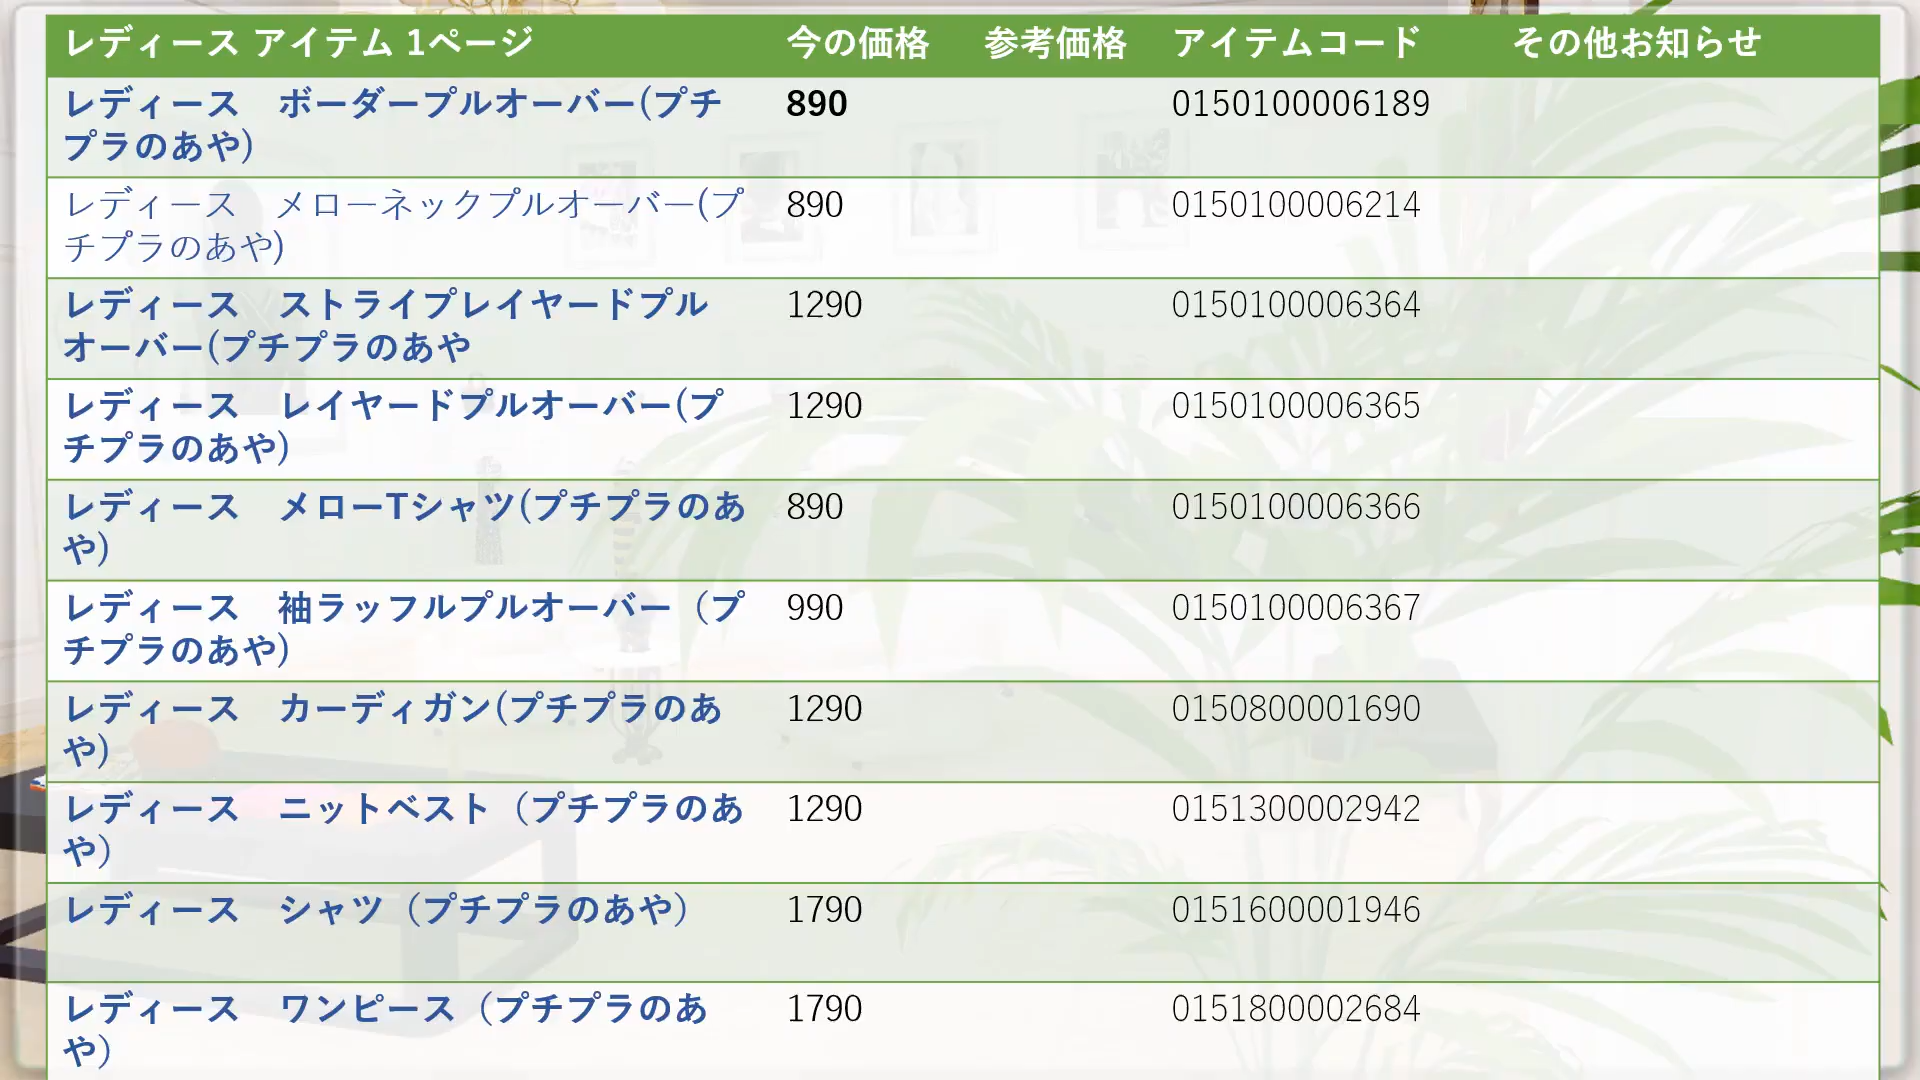 レディース アイテム 1ページ 今の価格 参考価格 アイテムコード その他お知らせ
レディース　ボーダープルオーバー(プチ 890 0150100006189
プラのあや)
レディース　メローネックプルオーバー(プ 890 0150100006214
チプラのあや)
レディース　ストライプレイヤードプル 1290 0150100006364
オーバー(プチプラのあや
レディース　レイヤードプルオーバー(プ 1290 0150100006365
チプラのあや)
レディース　メローTシャツ(プチプラのあ 890 0150100006366
や)
レディース　袖ラッフルプルオーバー（プ 990 0150100006367
チプラのあや)
レディース　カーディガン(プチプラのあ 1290 0150800001690
や)
レディース　ニットベスト（プチプラのあ 1290 0151300002942
や）
レディース　シャツ（プチプラのあや） 1790 0151600001946
レディース　ワンピース（プチプラのあ 1790 0151800002684
や）